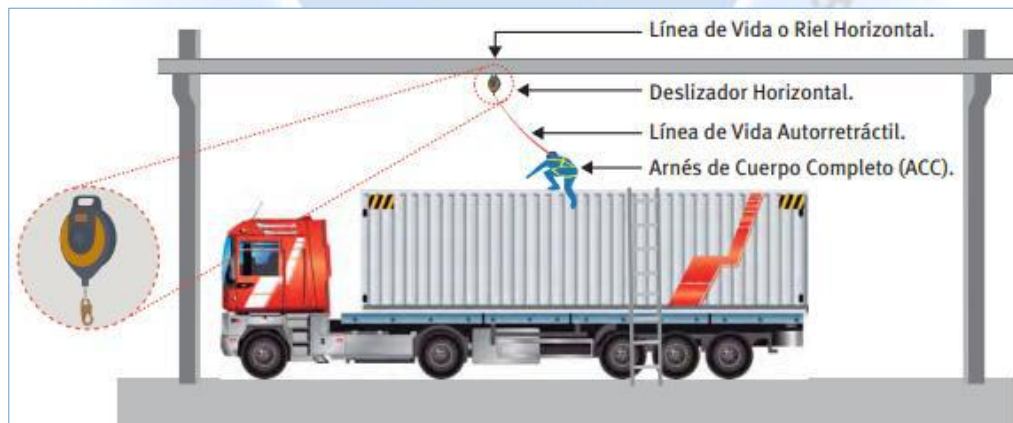 Línea de Vida o Riel Horizontal.
Deslizador Horizontal.
Línea de Vida Autorretráctil.
Arnés de Cuerpo Completo (ACC).